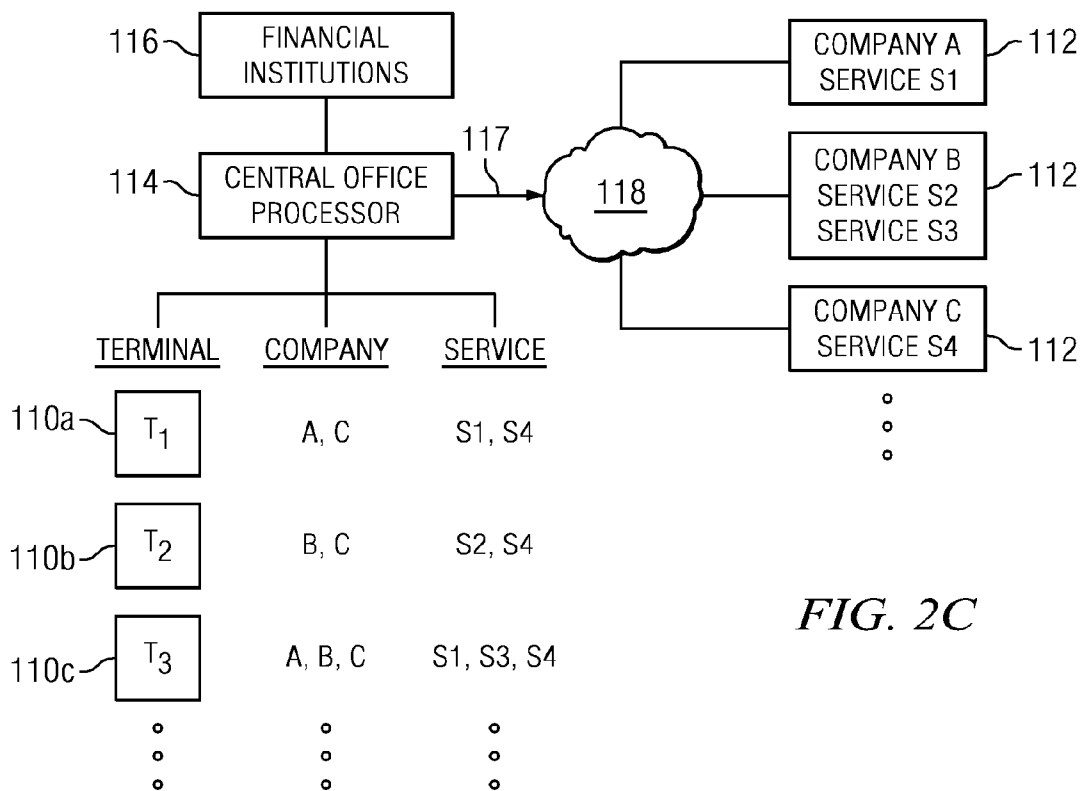 116
FINANCIAL
INSTITUTIONS
114
CENTRAL OFFICE
PROCESSOR
117
118
COMPANY A
SERVICE S1
112
COMPANY B
SERVICE S2
SERVICE S3
112
COMPANY C
SERVICE S4
112
TERMINAL COMPANY SERVICE
110a T1 A, C S1, S4
110b T2 B, C S2, S4
110c T3 A, B, C S1, S3, S4
FIG. 2C